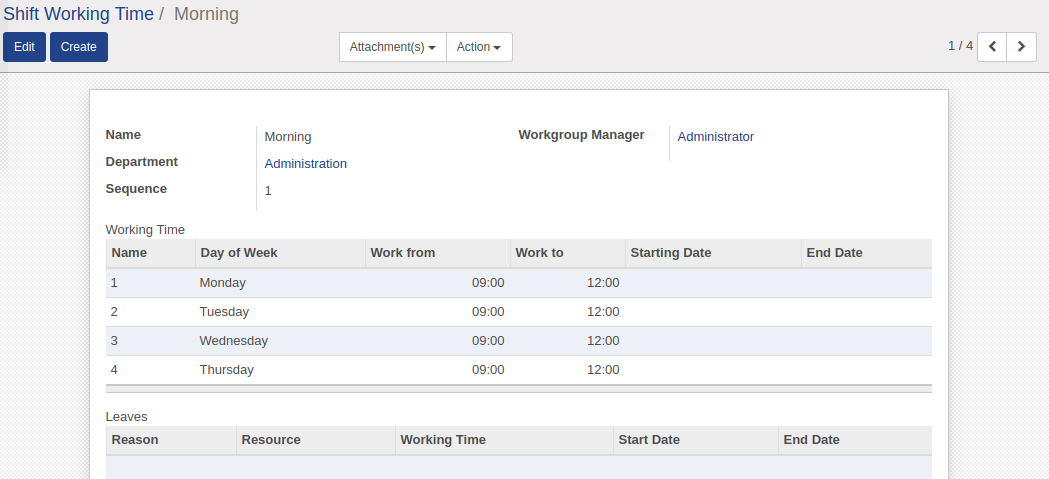 Shift Working Time / Morning
Edit Create Attachment(s) Action 1 / 4
Name Morning Workgroup Manager Administrator
Department Administration
Sequence 1
Working Time
Name Day of Week Work from Work to Starting Date End Date
1 Monday 09:00 12:00
2 Tuesday 09:00 12:00
3 Wednesday 09:00 12:00
4 Thursday 09:00 12:00
Leaves
Reason Resource Working Time Start Date End Date